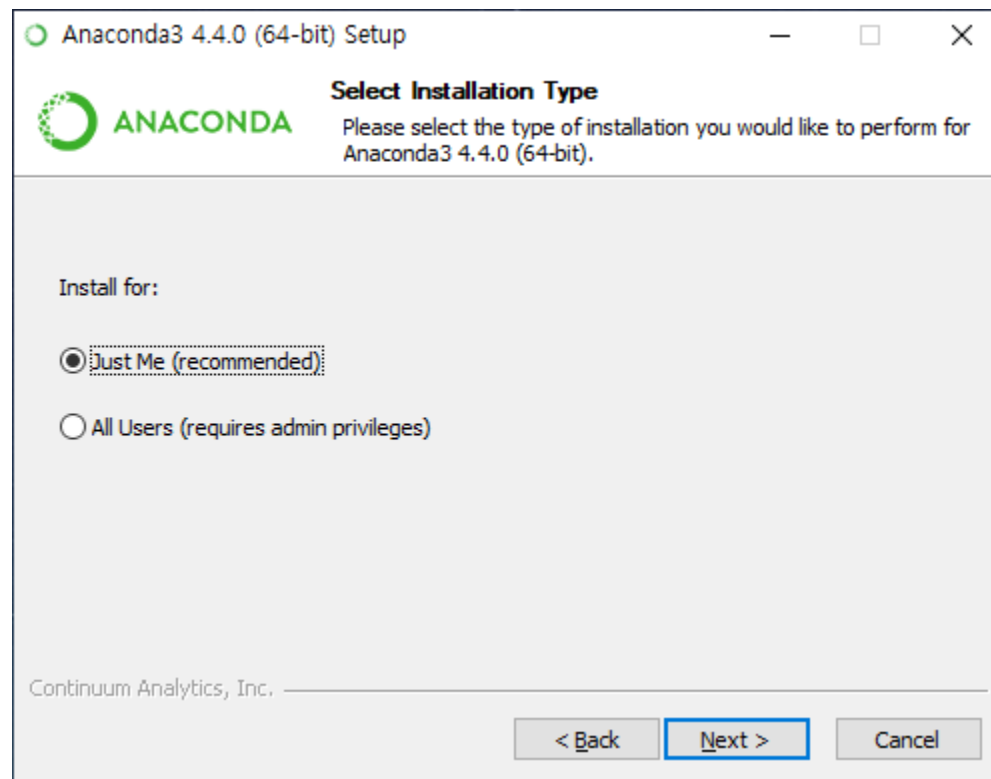 Anaconda3 4.4.0 (64-bit) Setup
ANACONDA
Select Installation Type
Please select the type of installation you would like to perform for
Anaconda3 4.4.0 (64-bit).
Install for:
Just Me (recommended)
All Users (requires admin privileges)
Continuum Analytics, Inc.
< Back
Next >
Cancel